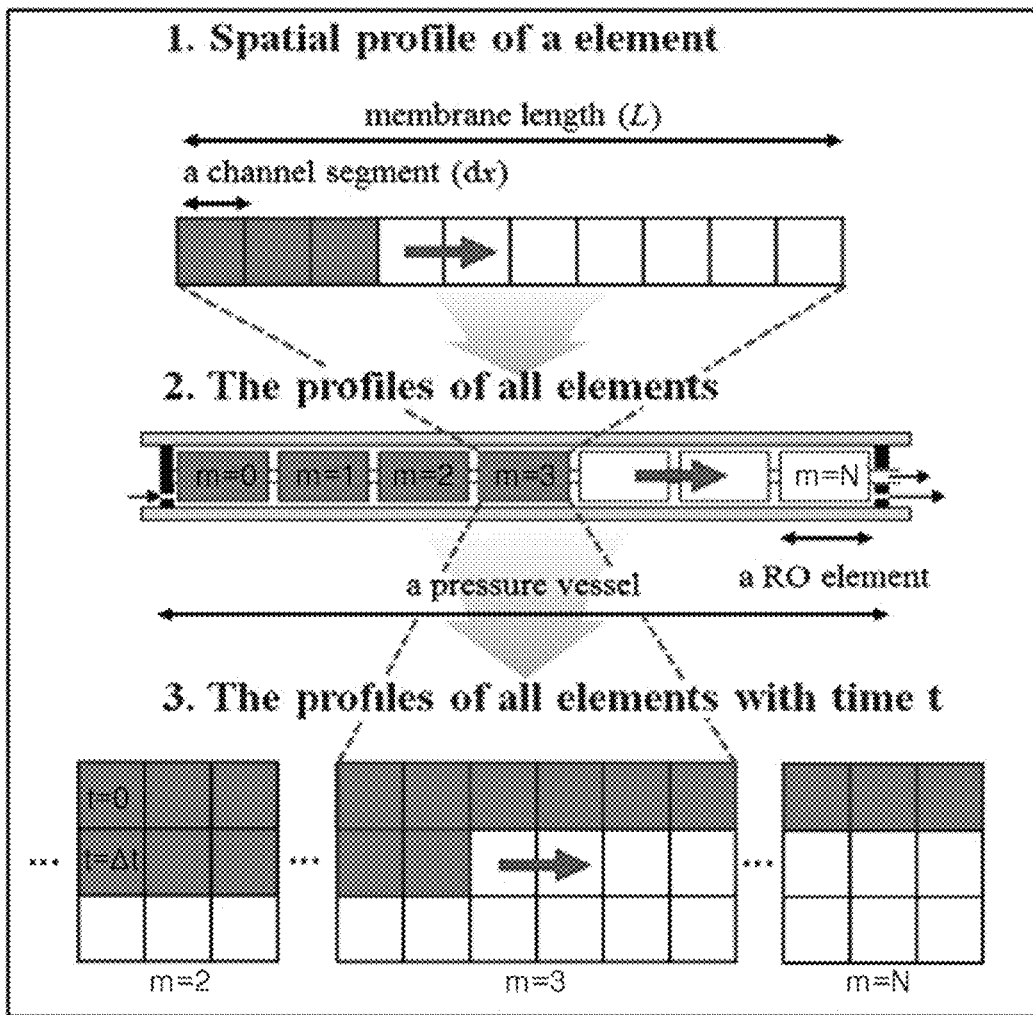 1. Spatial profile of a element
membrane length (L)
a channel segment (dx)
2. The profiles of all elements
m=0 m=1 m=2 m=3 m=N
a RO element
a pressure vessel
3. The profiles of all elements with time t
t=0
... t=Δt ... ...
m=2 m=3 m=N